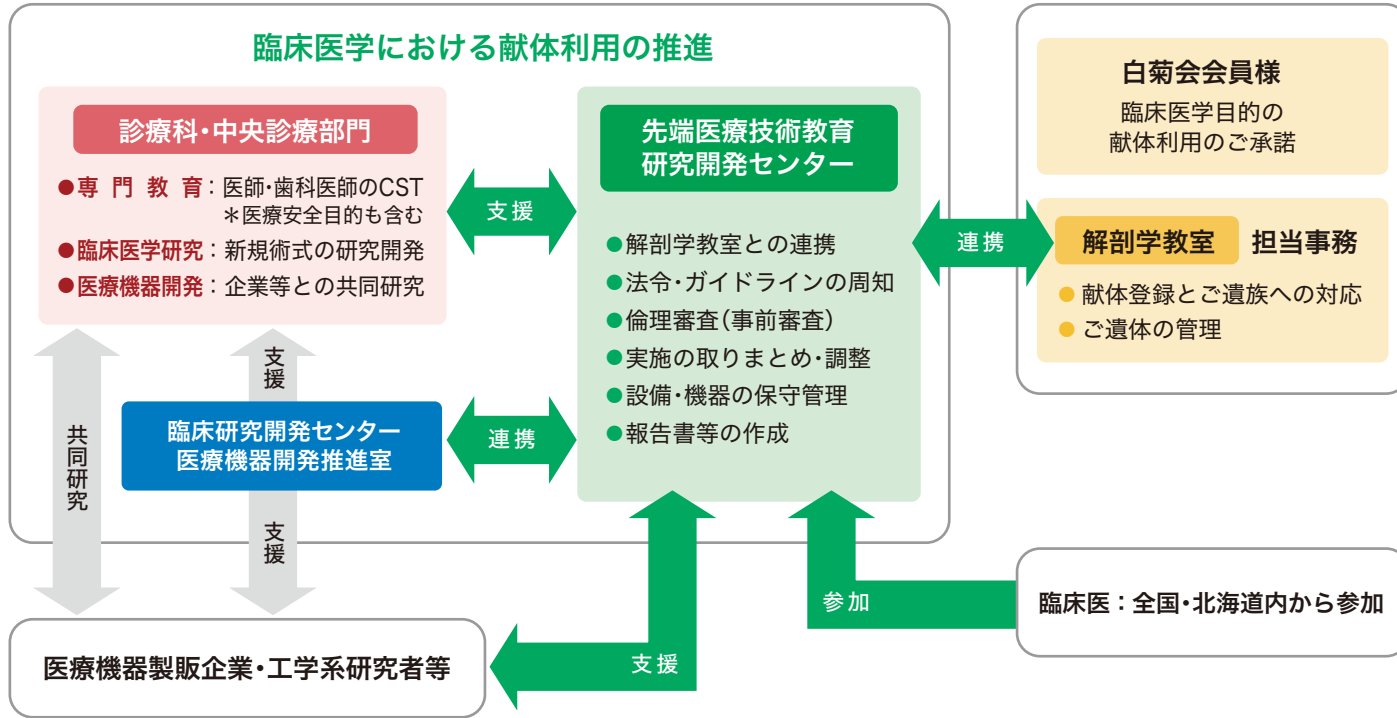 臨床医学における献体利用の推進
診療科・中央診療部門
●専門教育：医師・歯科医師のCST
＊医療安全目的も含む
●臨床医学研究：新規術式の研究開発
●医療機器開発：企業等との共同研究
支援
先端医療技術教育
研究開発センター
●解剖学教室との連携
●法令・ガイドラインの周知
●倫理審査（事前審査）
●実施の取りまとめ・調整
●設備・機器の保守管理
●報告書等の作成
連携
白菊会会員様
臨床医学目的の
献体利用のご承諾
解剖学教室 担当事務
●献体登録とご遺族への対応
●ご遺体の管理
共同研究
支援
臨床研究開発センター
医療機器開発推進室
連携
支援
医療機器製販企業・工学系研究者等
支援
参加
臨床医：全国・北海道内から参加